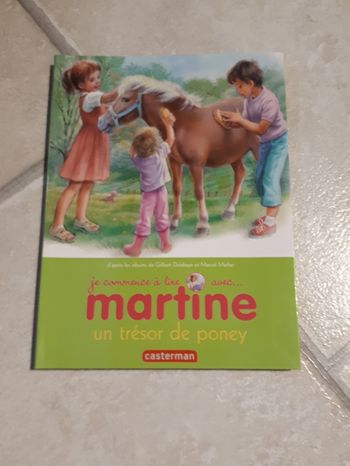 d'après les albums de Gilbert Delahaye et Marcel Marlier
je commence à lire avec...
martine
un trésor de poney
casterman